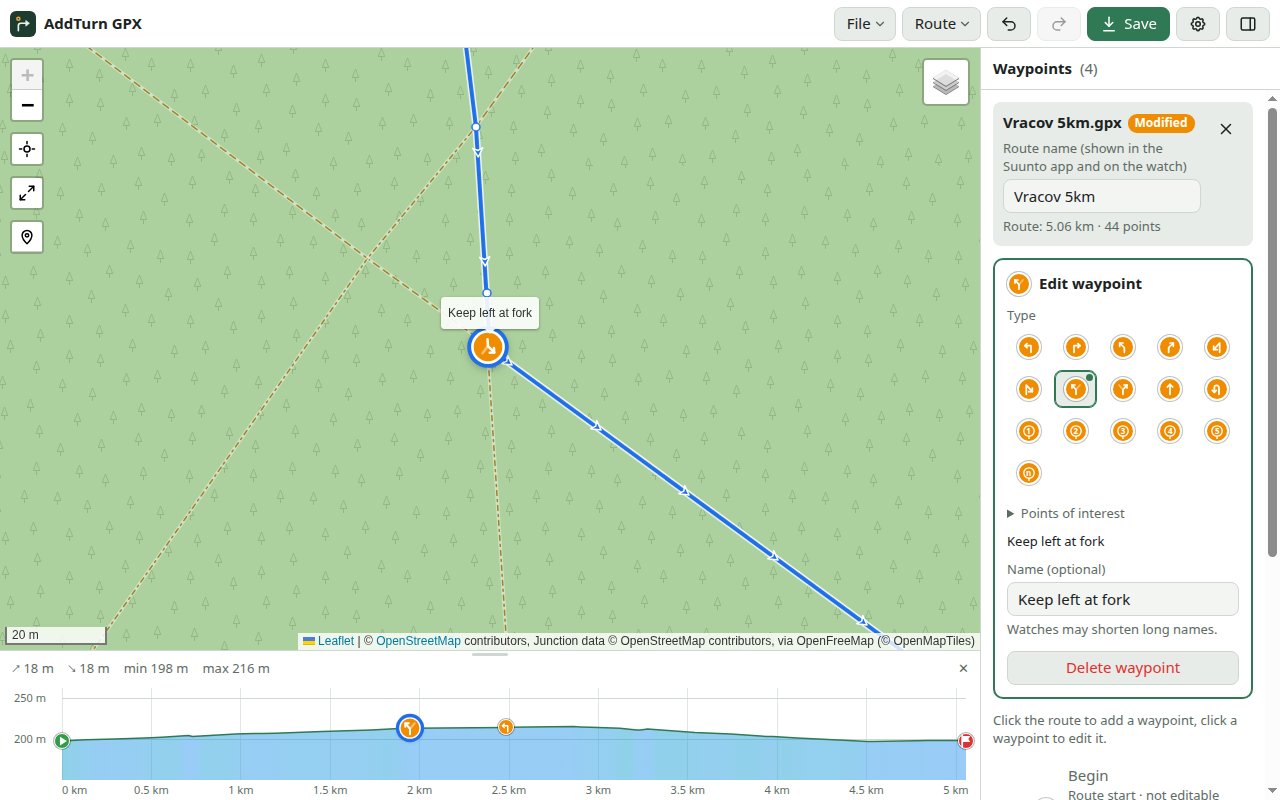 AddTurn GPX
File
Route
Save
Waypoints (4)
Vracov 5km.gpx
Modified
Route name (shown in the
Suunto app and on the watch)
Vracov 5km
Route: 5.06 km · 44 points
Edit waypoint
Type
1
2
3
4
5
n
Points of interest
Keep left at fork
Name (optional)
Keep left at fork
Watches may shorten long names.
Delete waypoint
Click the route to add a waypoint, click a
waypoint to edit it.
Begin
Route start · not editable
+
−
Keep left at fork
20 m
Leaflet | © OpenStreetMap contributors, Junction data © OpenStreetMap contributors, via OpenFreeMap (© OpenMapTiles)
↗ 18 m ↘ 18 m min 198 m max 216 m
250 m
200 m
0 km 0.5 km 1 km 1.5 km 2 km 2.5 km 3 km 3.5 km 4 km 4.5 km 5 km